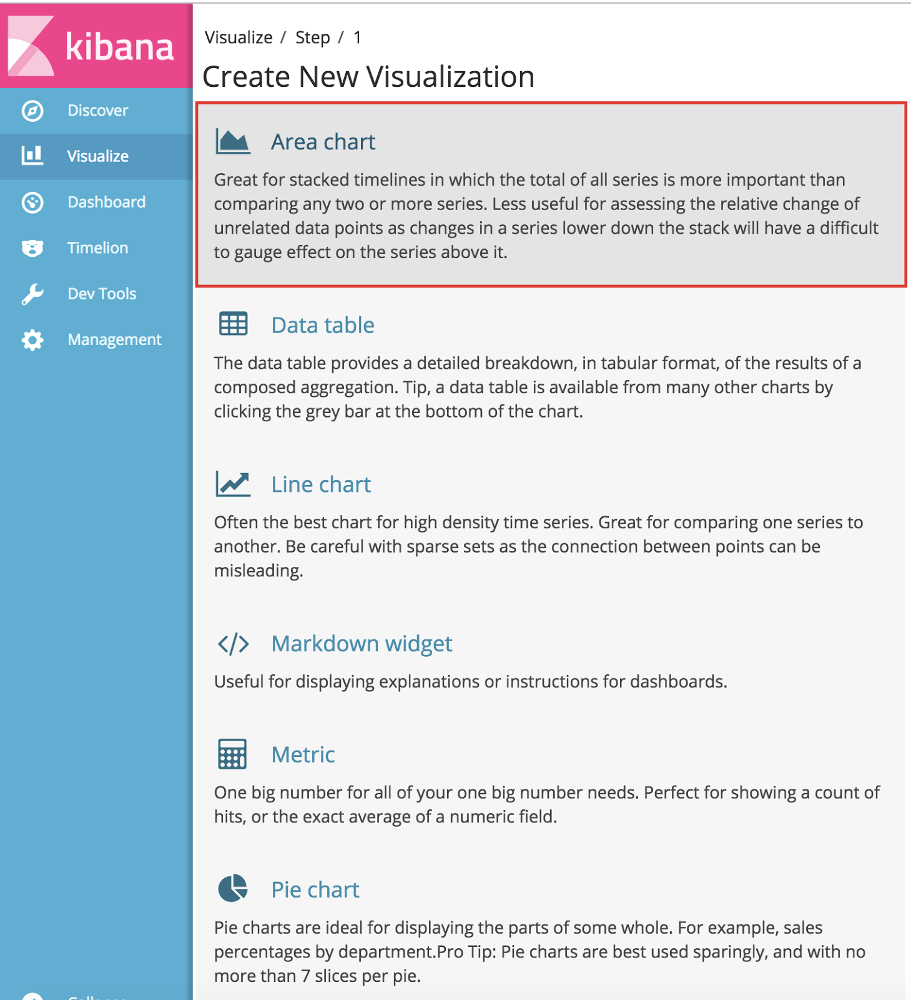 kibana
Discover
Visualize
Dashboard
Timelion
Dev Tools
Management
Visualize / Step / 1
Create New Visualization
Area chart
Great for stacked timelines in which the total of all series is more important than
comparing any two or more series. Less useful for assessing the relative change of
unrelated data points as changes in a series lower down the stack will have a difficult
to gauge effect on the series above it.
Data table
The data table provides a detailed breakdown, in tabular format, of the results of a
composed aggregation. Tip, a data table is available from many other charts by
clicking the grey bar at the bottom of the chart.
Line chart
Often the best chart for high density time series. Great for comparing one series to
another. Be careful with sparse sets as the connection between points can be
misleading.
Markdown widget
Useful for displaying explanations or instructions for dashboards.
Metric
One big number for all of your one big number needs. Perfect for showing a count of
hits, or the exact average of a numeric field.
Pie chart
Pie charts are ideal for displaying the parts of some whole. For example, sales
percentages by department.Pro Tip: Pie charts are best used sparingly, and with no
more than 7 slices per pie.